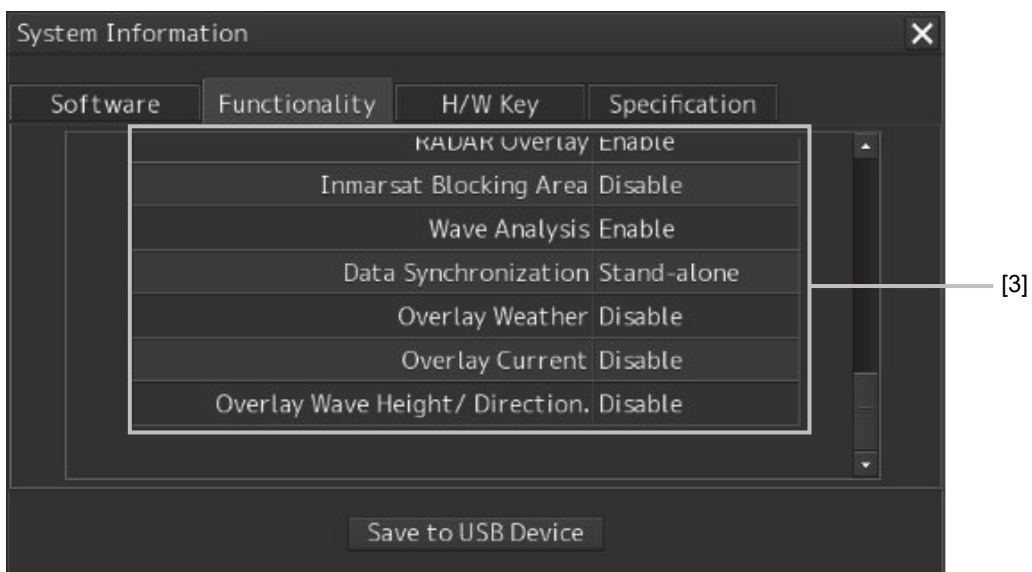 System Information
Software Functionality H/W Key Specification
RADAR Overlay Enable
Inmarsat Blocking Area Disable
Wave Analysis Enable
Data Synchronization Stand-alone
[3]
Overlay Weather Disable
Overlay Current Disable
Overlay Wave Height/ Direction. Disable
Save to USB Device